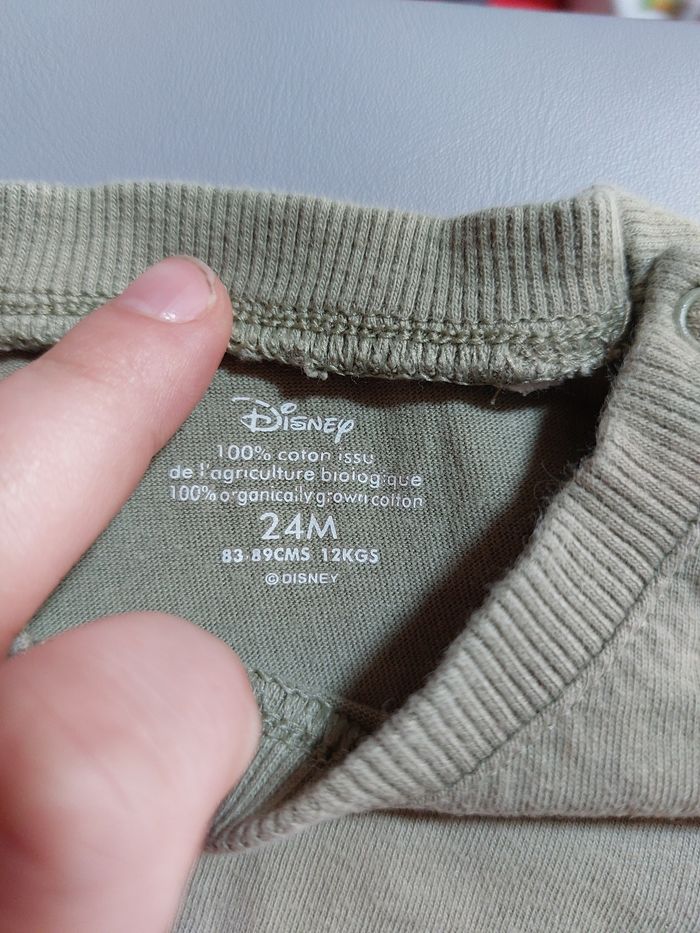 Disney
100% coton issu
de l'agriculture biologique
100% organically grown cotton
24M
83-89CMS 12KGS
© DISNEY